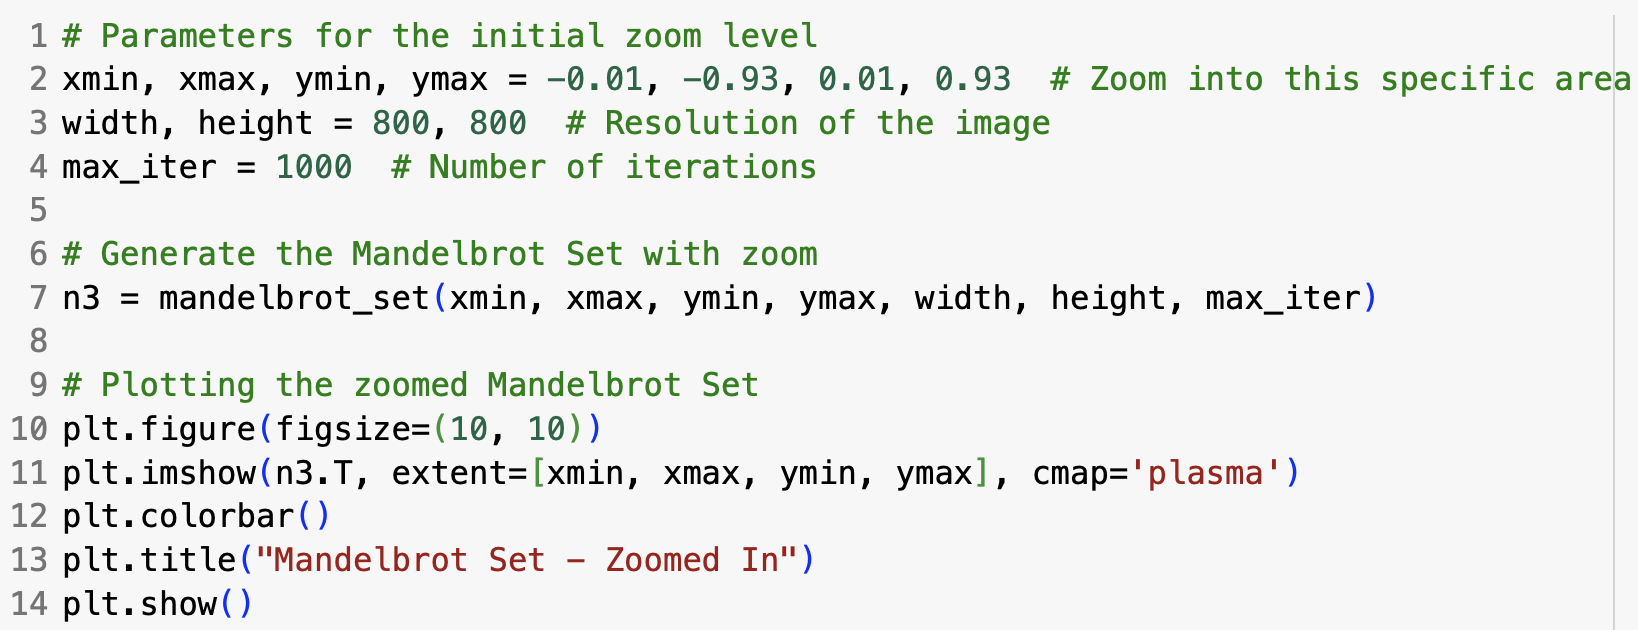 1 # Parameters for the initial zoom level
2 xmin, xmax, ymin, ymax = -0.01, -0.93, 0.01, 0.93  # Zoom into this specific area
3 width, height = 800, 800  # Resolution of the image
4 max_iter = 1000  # Number of iterations
5
6 # Generate the Mandelbrot Set with zoom
7 n3 = mandelbrot_set(xmin, xmax, ymin, ymax, width, height, max_iter)
8
9 # Plotting the zoomed Mandelbrot Set
10 plt.figure(figsize=(10, 10))
11 plt.imshow(n3.T, extent=[xmin, xmax, ymin, ymax], cmap='plasma')
12 plt.colorbar()
13 plt.title("Mandelbrot Set – Zoomed In")
14 plt.show()